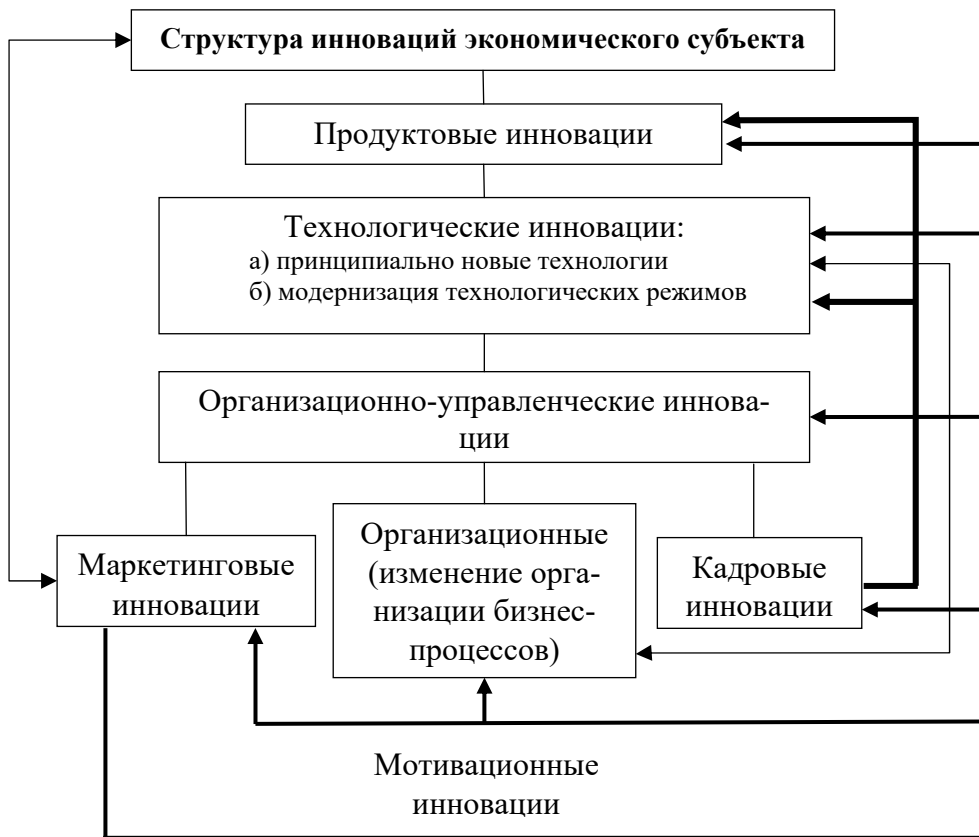 Структура инноваций экономического субъекта
Продуктовые инновации
Технологические инновации:
а) принципиально новые технологии
б) модернизация технологических режимов
Организационно-управленческие иннова-
ции
Маркетинговые
инновации
Организационные
(изменение орга-
низации бизнес-
процессов)
Кадровые
инновации
Мотивационные
инновации